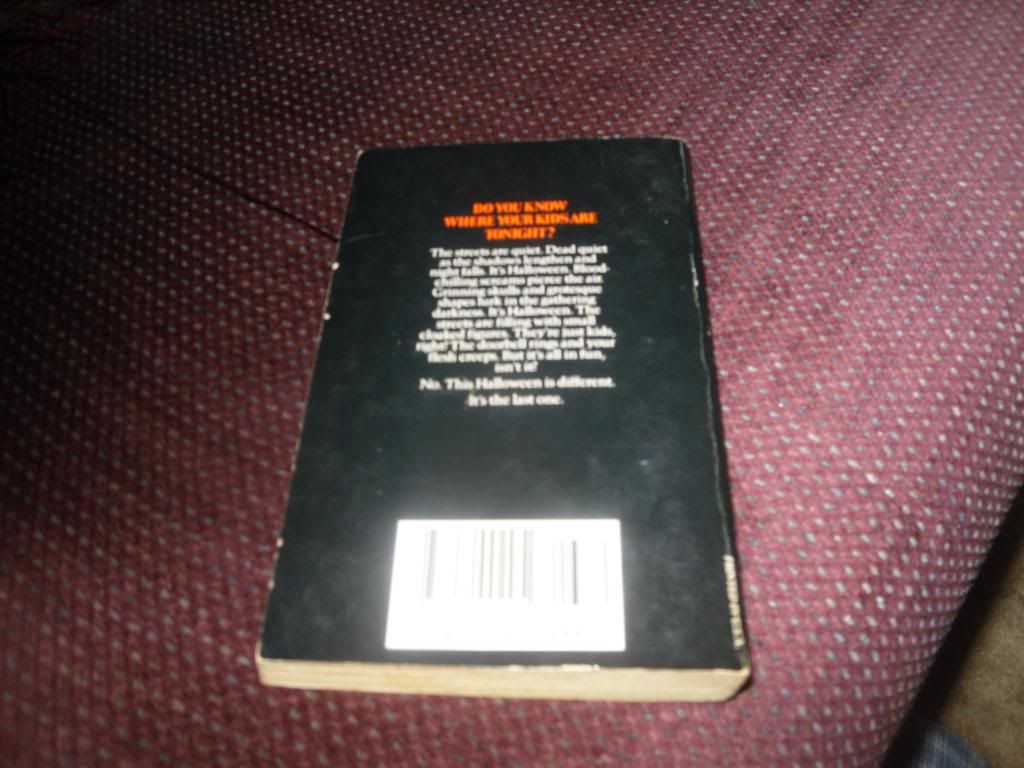 DO YOU KNOW
WHERE YOUR KIDS ARE
TONIGHT?
The streets are quiet. Dead quiet
as the shadows lengthen and
night falls. It's Halloween. Blood-
chilling screams pierce the air.
Grinning skulls and grotesque
shapes lurk in the gathering
darkness. It's Halloween. The
streets are filling with small
cloaked figures. They're just kids,
right? The doorbell rings and your
flesh creeps. But it's all in fun,
isn't it?
No. This Halloween is different.
It's the last one.